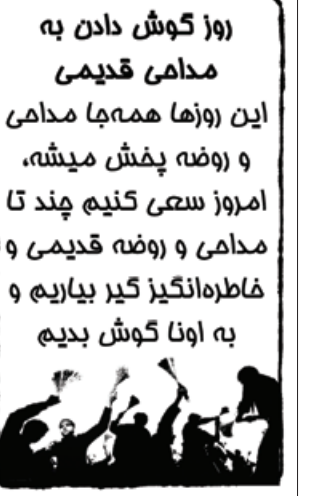 روز گوش دادن به
مداحی قدیمی
این روزها همه‌جا مداحی
و روضه پخش میشه،
امروز سعی کنیم چند تا
مداحی و روضه قدیمی و
خاطره‌انگیز گیر بیاریم و
به اونا گوش بدیم